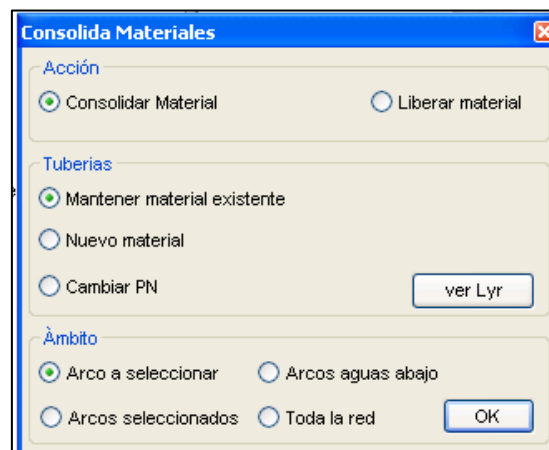 Consolida Materiales
Acción
Consolidar Material Liberar material
Tuberias
Mantener material existente
Nuevo material
Cambiar PN ver Lyr
Àmbito
Arco a seleccionar Arcos aguas abajo
Arcos seleccionados Toda la red OK